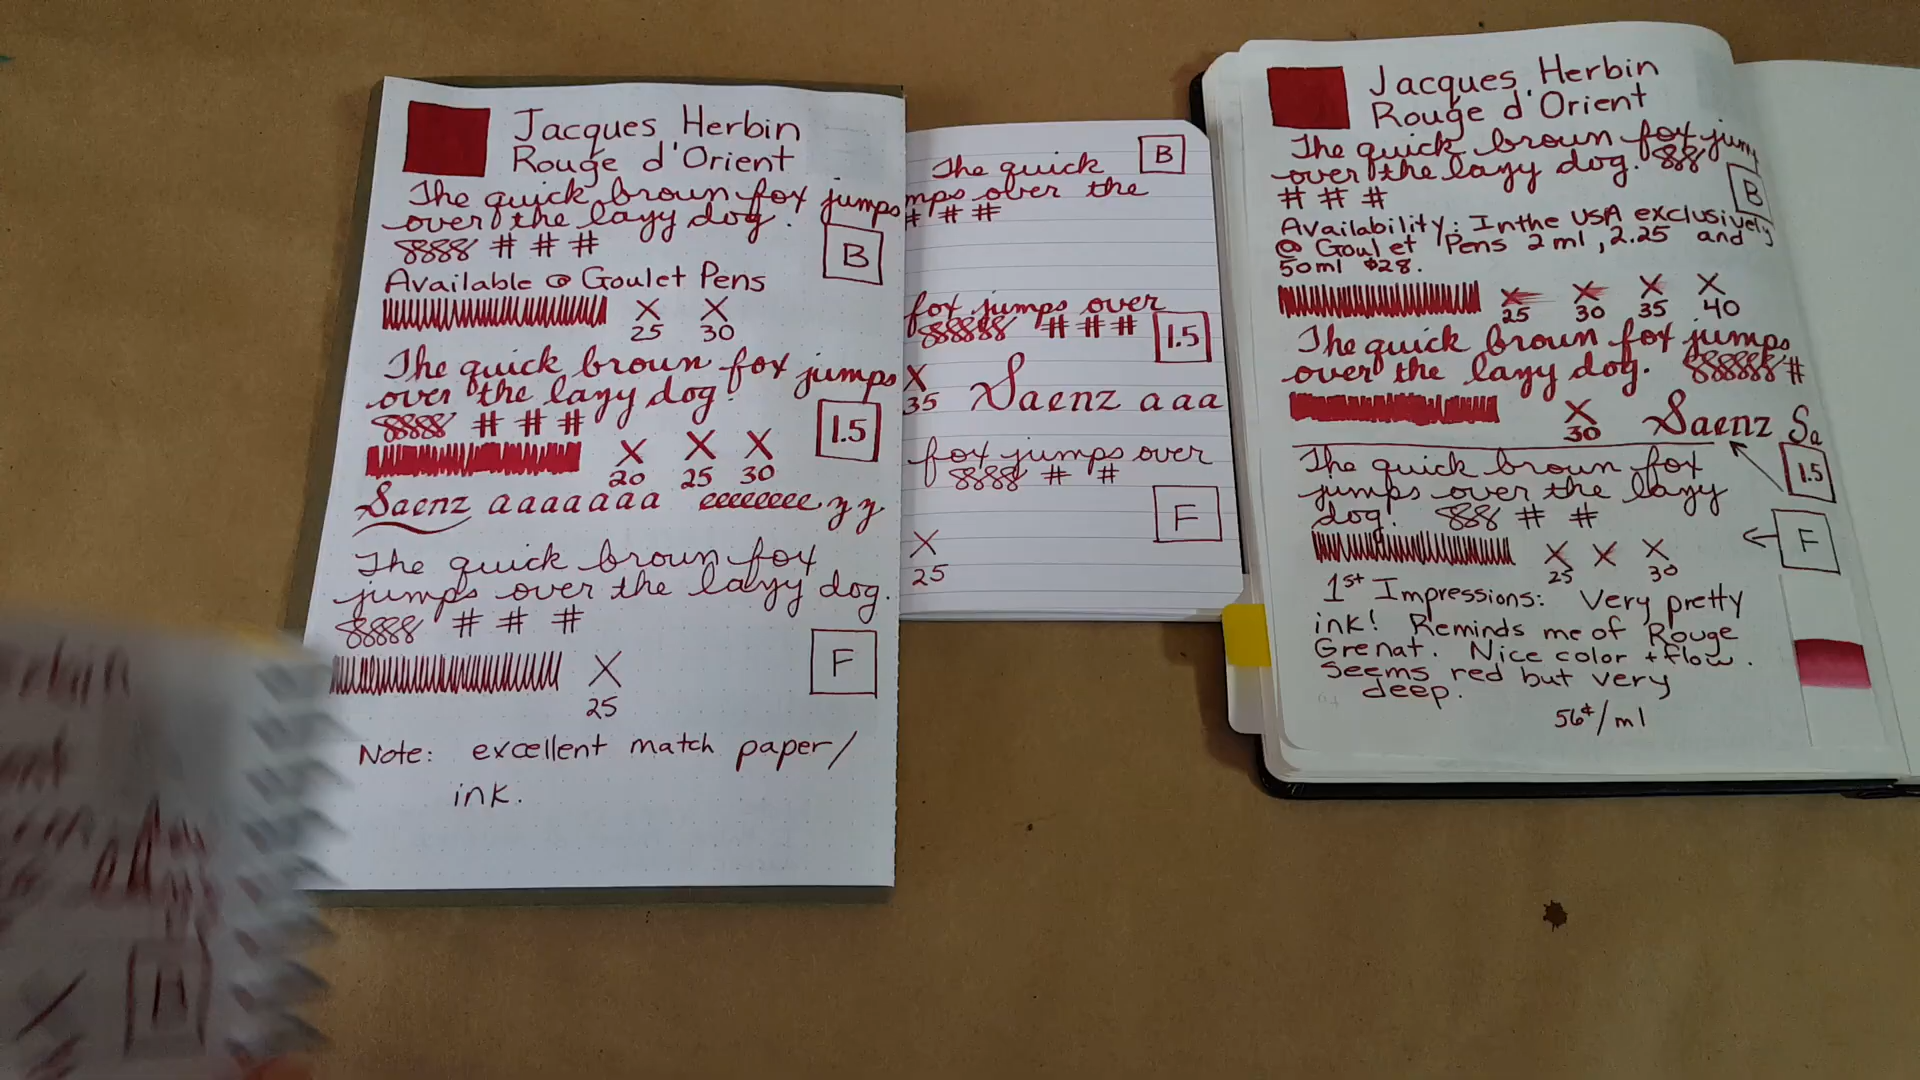 Jacques Herbin
Rouge d'Orient
The quick brown fox jumps
over the lazy dog.
8888 # # #
B
Available @ Goulet Pens
X X
25 30
The quick brown fox jumps
over the lazy dog.
8888 # # #
1.5
X X X
20 25 30
Saenz aaaaaaa eeeeeeee zz
The quick brown fox
jumps over the lazy dog.
8888 # # #
F
X
25
Note: excellent match paper/
ink.
The quick
B
mps over the
# # #
fox jumps over
88888 # # #
1.5
X
35
Saenz aaa
fox jumps over
8888 # #
F
X
25
Jacques Herbin
Rouge d'Orient
The quick brown fox jump
over the lazy dog. 888
# # #
B
Availability: In the USA exclusively
@ Goulet Pens 2ml, 2.25 and
50ml $28.
X X X X
25 30 35 40
The quick brown fox jumps
over the lazy dog. 888888 #
X
30
Saenz Sa
1.5
The quick brown fox
jumps over the lazy
dog. 888 # #
F
X X X
25 30
1st Impressions: Very pretty
ink! Reminds me of Rouge
Grenat. Nice color + flow.
Seems red but very
deep.
56¢/ml